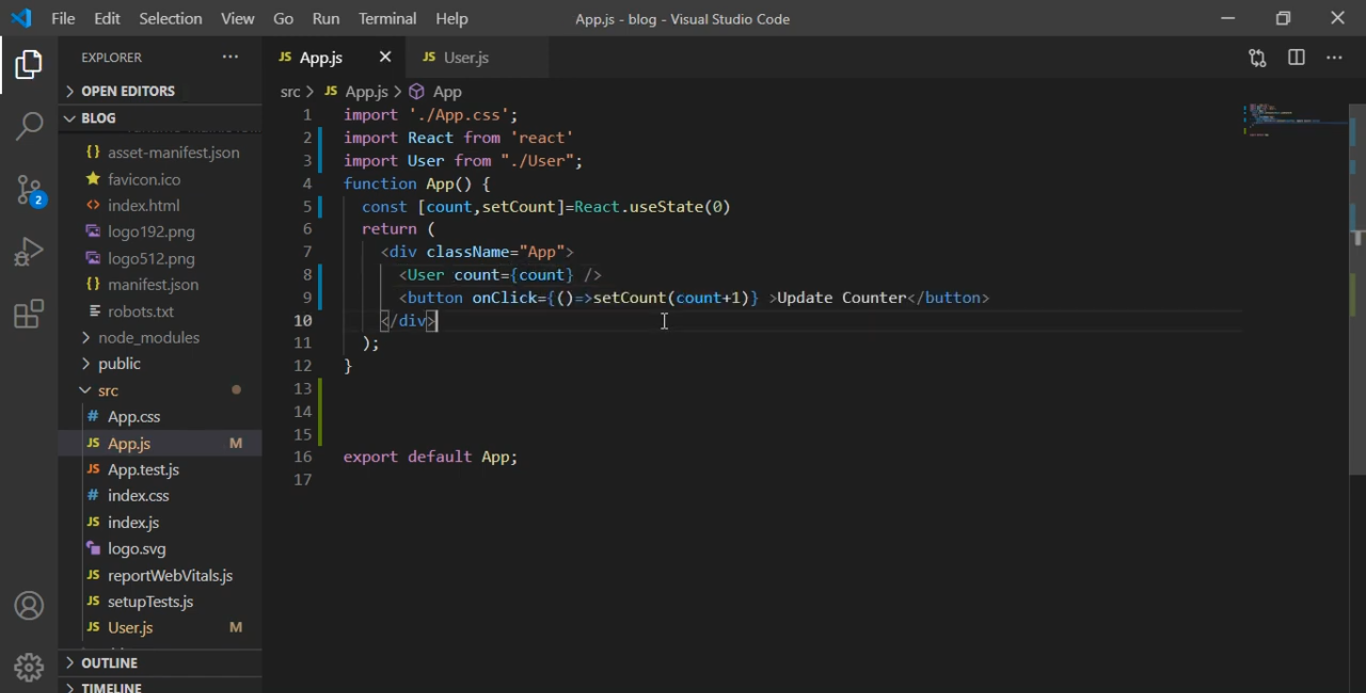 File Edit Selection View Go Run Terminal Help
App.js - blog - Visual Studio Code
EXPLORER
OPEN EDITORS
BLOG
{} asset-manifest.json
favicon.ico
<> index.html
logo192.png
logo512.png
{} manifest.json
robots.txt
node_modules
public
src
# App.css
JS App.js M
JS App.test.js
# index.css
JS index.js
logo.svg
JS reportWebVitals.js
JS setupTests.js
JS User.js M
OUTLINE
TIMELINE
2
JS App.js
JS User.js
src > JS App.js > App
1 import './App.css';
2 import React from 'react'
3 import User from "./User";
4 function App() {
5 const [count,setCount]=React.useState(0)
6 return (
7 <div className="App">
8 <User count={count} />
9 <button onClick={()=>setCount(count+1)} >Update Counter</button>
10 </div>
11 );
12 }
13
14
15
16 export default App;
17